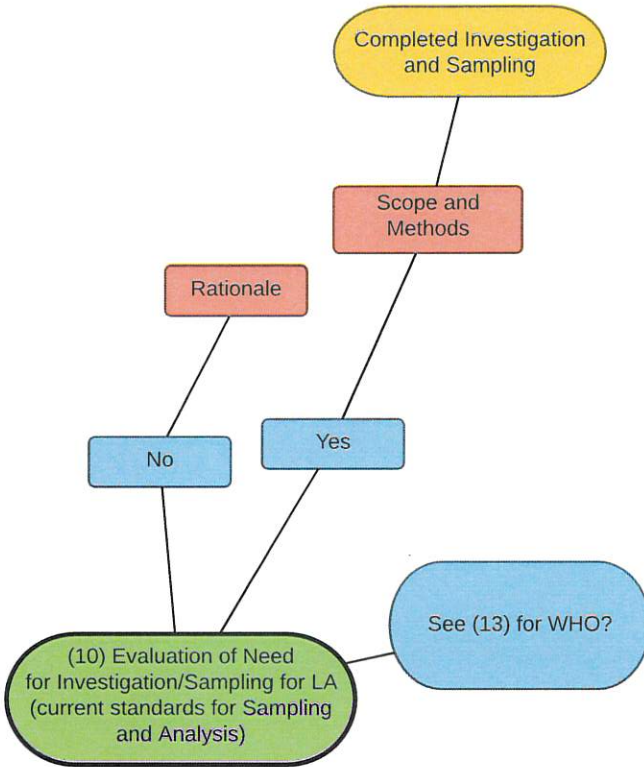 Completed Investigation
and Sampling
Scope and
Methods
Rationale
No
Yes
See (13) for WHO?
(10) Evaluation of Need
for Investigation/Sampling for LA
(current standards for Sampling
and Analysis)